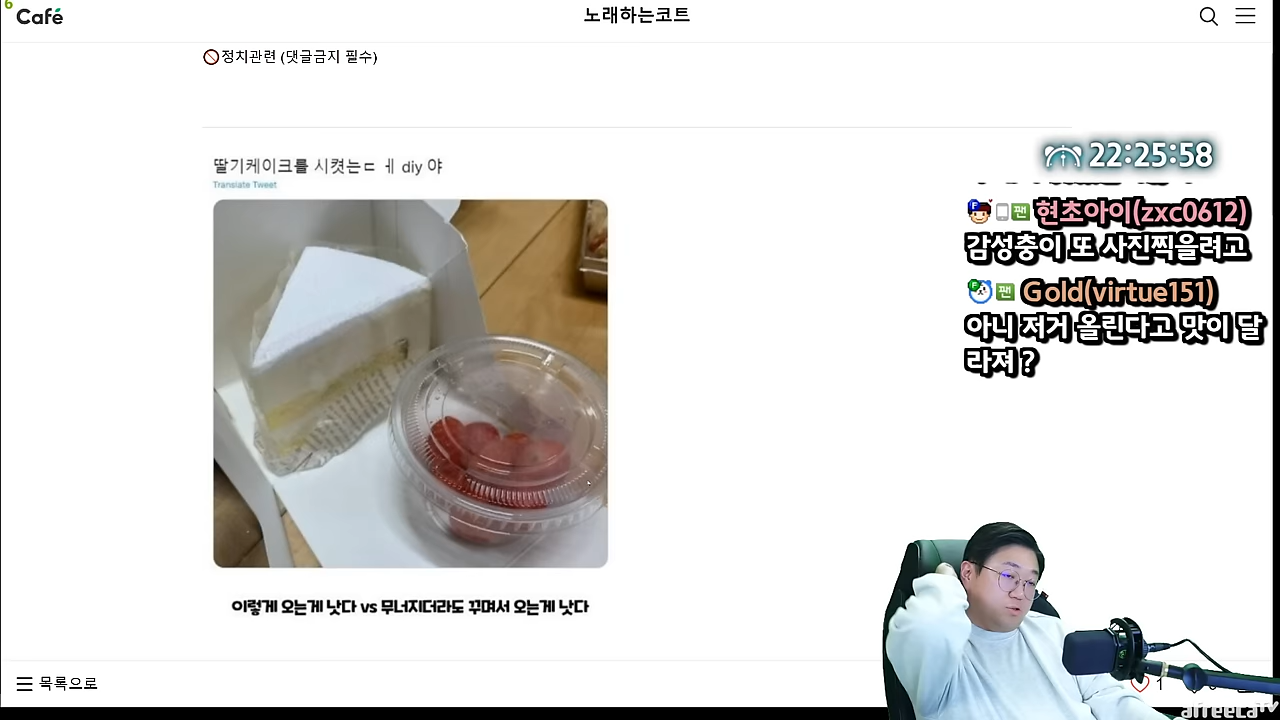 Café
노래하는코트
정치관련 (댓글금지 필수)
딸기케이크를 시켯는ㄷ ㅔ diy 야
Translate Tweet
22:25:58
팬 현초아이(zxc0612)
감성충이 또 사진찍을려고
팬 Gold(virtue151)
아니 저거 올린다고 맛이 달
라져?
이렇게 오는게 낫다 vs 무너지더라도 꾸며서 오는게 낫다
목록으로
1
afreecaTV